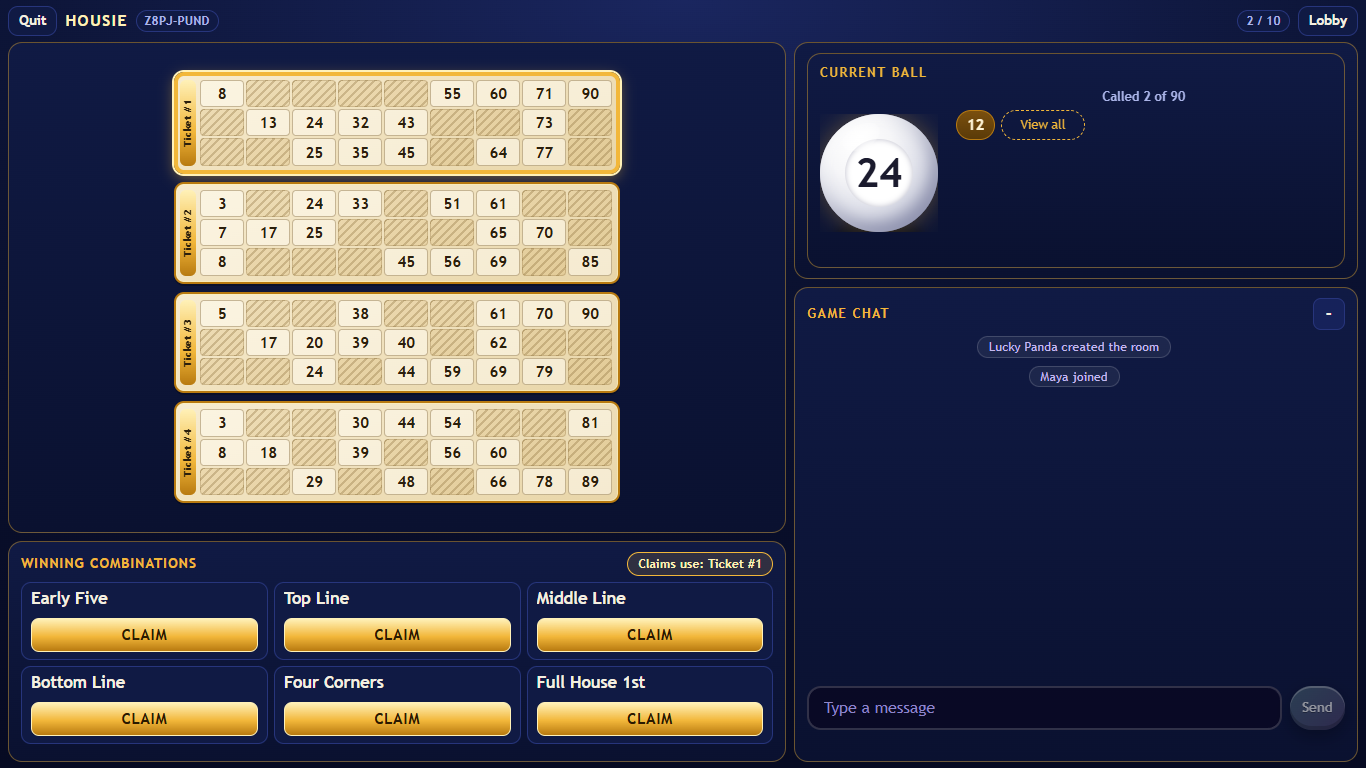 Quit HOUSIE Z8PJ-PUND 2 / 10 Lobby
Ticket #1
8 55 60 71 90
13 24 32 43 73
25 35 45 64 77
Ticket #2
3 24 33 51 61
7 17 25 65 70
8 45 56 69 85
Ticket #3
5 38 61 70 90
17 20 39 40 62
24 44 59 69 79
Ticket #4
3 30 44 54 81
8 18 39 56 60
29 48 66 78 89
WINNING COMBINATIONS
Claims use: Ticket #1
Early Five
CLAIM
Top Line
CLAIM
Middle Line
CLAIM
Bottom Line
CLAIM
Four Corners
CLAIM
Full House 1st
CLAIM
CURRENT BALL
Called 2 of 90
24
12 View all
GAME CHAT
-
Lucky Panda created the room
Maya joined
Type a message
Send